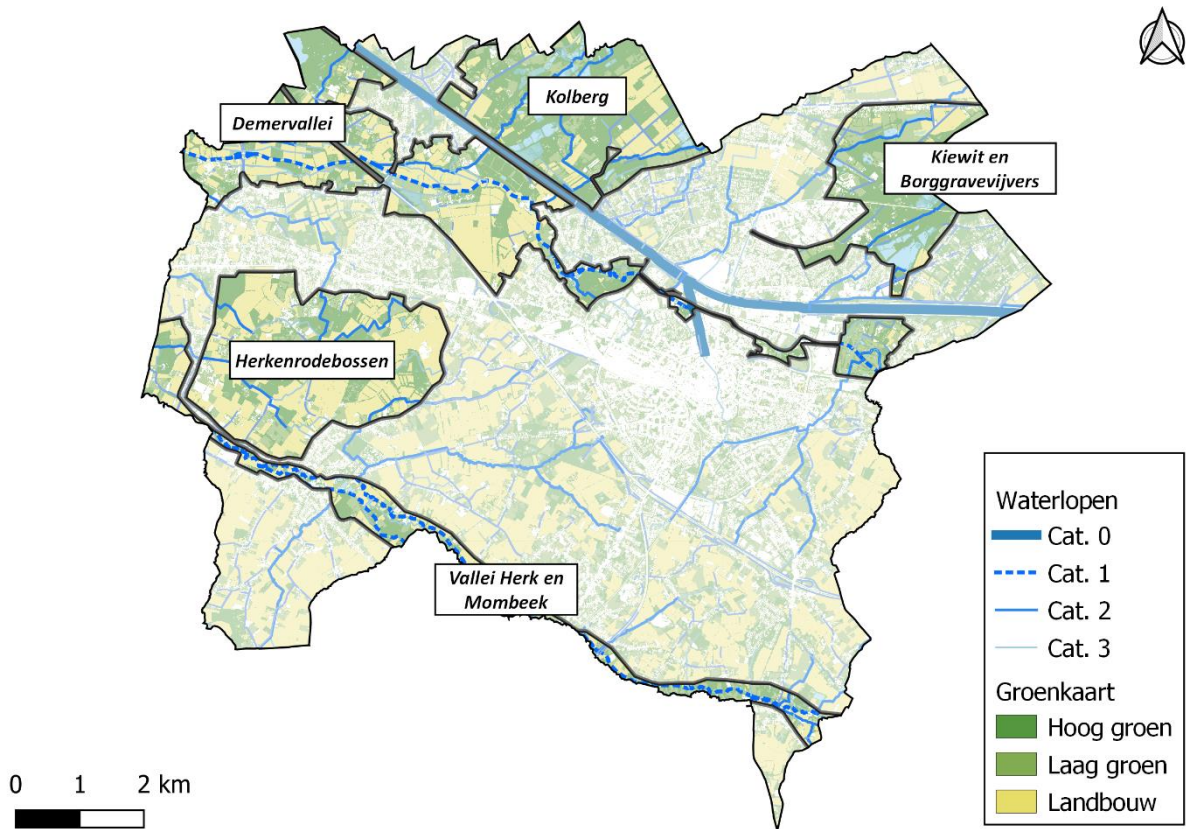 Kolberg
Demervallei
Kiewit en
Borggravevijvers
Herkenrodebossen
Vallei Herk en
Mombeek
Waterlopen
Cat. 0
Cat. 1
Cat. 2
Cat. 3
Groenkaart
Hoog groen
Laag groen
Landbouw
0 1 2 km